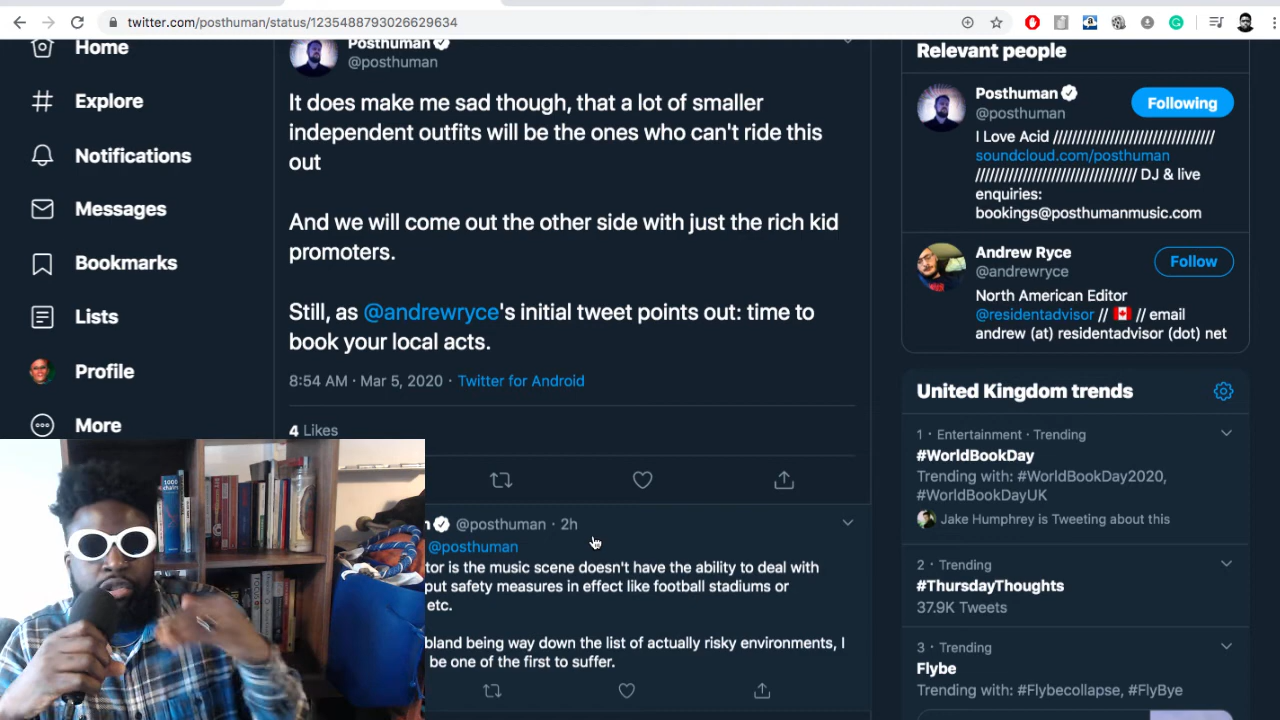 twitter.com/posthuman/status/1235488793026629634
Home
Explore
Notifications
Messages
Bookmarks
Lists
Profile
More
Posthuman
@posthuman
It does make me sad though, that a lot of smaller
independent outfits will be the ones who can't ride this
out
And we will come out the other side with just the rich kid
promoters.
Still, as @andrewryce's initial tweet points out: time to
book your local acts.
8:54 AM · Mar 5, 2020 · Twitter for Android
4 Likes
@posthuman · 2h
@posthuman
is the music scene doesn't have the ability to deal with
put safety measures in effect like football stadiums or
etc.
being way down the list of actually risky environments, I
be one of the first to suffer.
Relevant people
Posthuman
@posthuman
Following
I Love Acid ////////////////////////////////
soundcloud.com/posthuman
//////////////////////////////// DJ & live
enquiries:
bookings@posthumanmusic.com
Andrew Ryce
@andrewryce
Follow
North American Editor
@residentadvisor // 🇨🇦 // email
andrew (at) residentadvisor (dot) net
United Kingdom trends
1 · Entertainment · Trending
#WorldBookDay
Trending with: #WorldBookDay2020,
#WorldBookDayUK
Jake Humphrey is Tweeting about this
2 · Trending
#ThursdayThoughts
37.9K Tweets
3 · Trending
Flybe
Trending with: #Flybecollapse, #FlyBye
1000
chairs